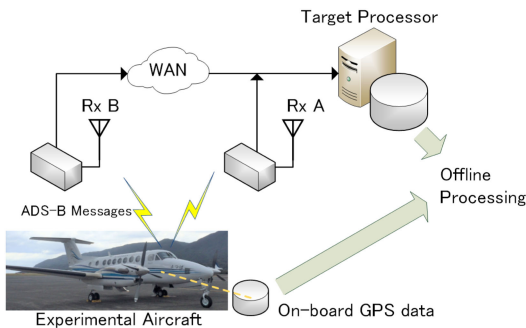 Target Processor
WAN
Rx B
Rx A
Offline
Processing
ADS-B Messages
On-board GPS data
Experimental Aircraft